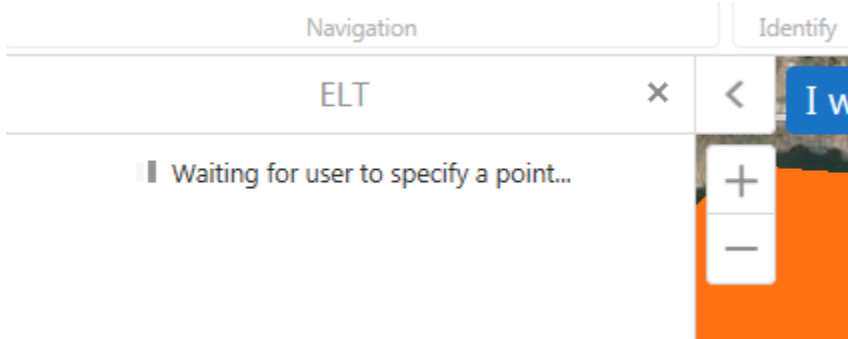 Navigation
Identify
ELT
I
Waiting for user to specify a point...